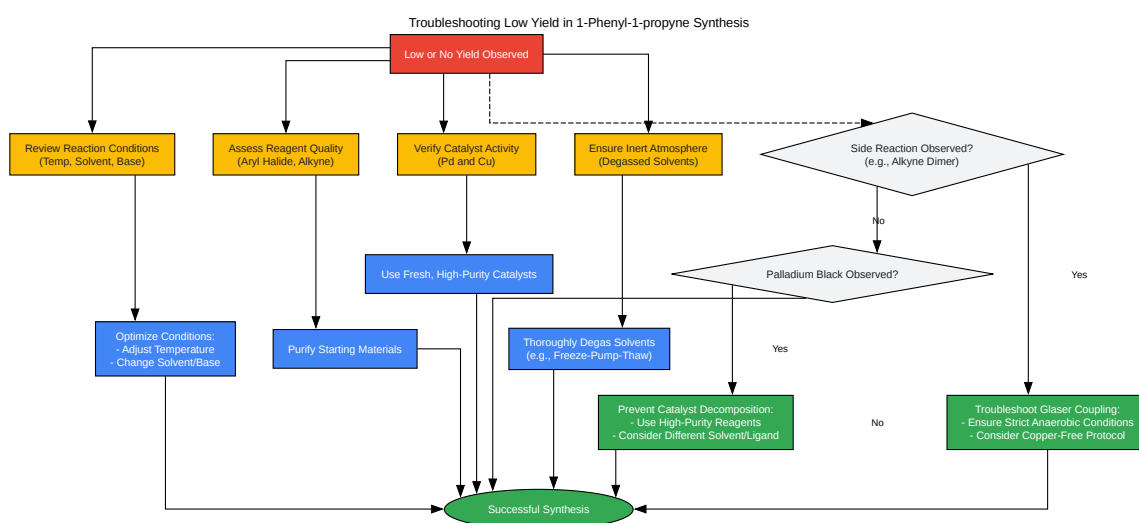 Troubleshooting Low Yield in 1-Phenyl-1-propyne Synthesis
Low or No Yield Observed
Review Reaction Conditions
(Temp, Solvent, Base)
Assess Reagent Quality
(Aryl Halide, Alkyne)
Verify Catalyst Activity
(Pd and Cu)
Ensure Inert Atmosphere
(Degassed Solvents)
Side Reaction Observed?
(e.g., Alkyne Dimer)
No
Use Fresh, High-Purity Catalysts
Palladium Black Observed?
Yes
Optimize Conditions:
- Adjust Temperature
- Change Solvent/Base
Purify Starting Materials
Thoroughly Degas Solvents
(e.g., Freeze-Pump-Thaw)
Yes
Prevent Catalyst Decomposition:
- Use High-Purity Reagents
- Consider Different Solvent/Ligand
No
Troubleshoot Glaser Coupling:
- Ensure Strict Anaerobic Conditions
- Consider Copper-Free Protocol
Successful Synthesis